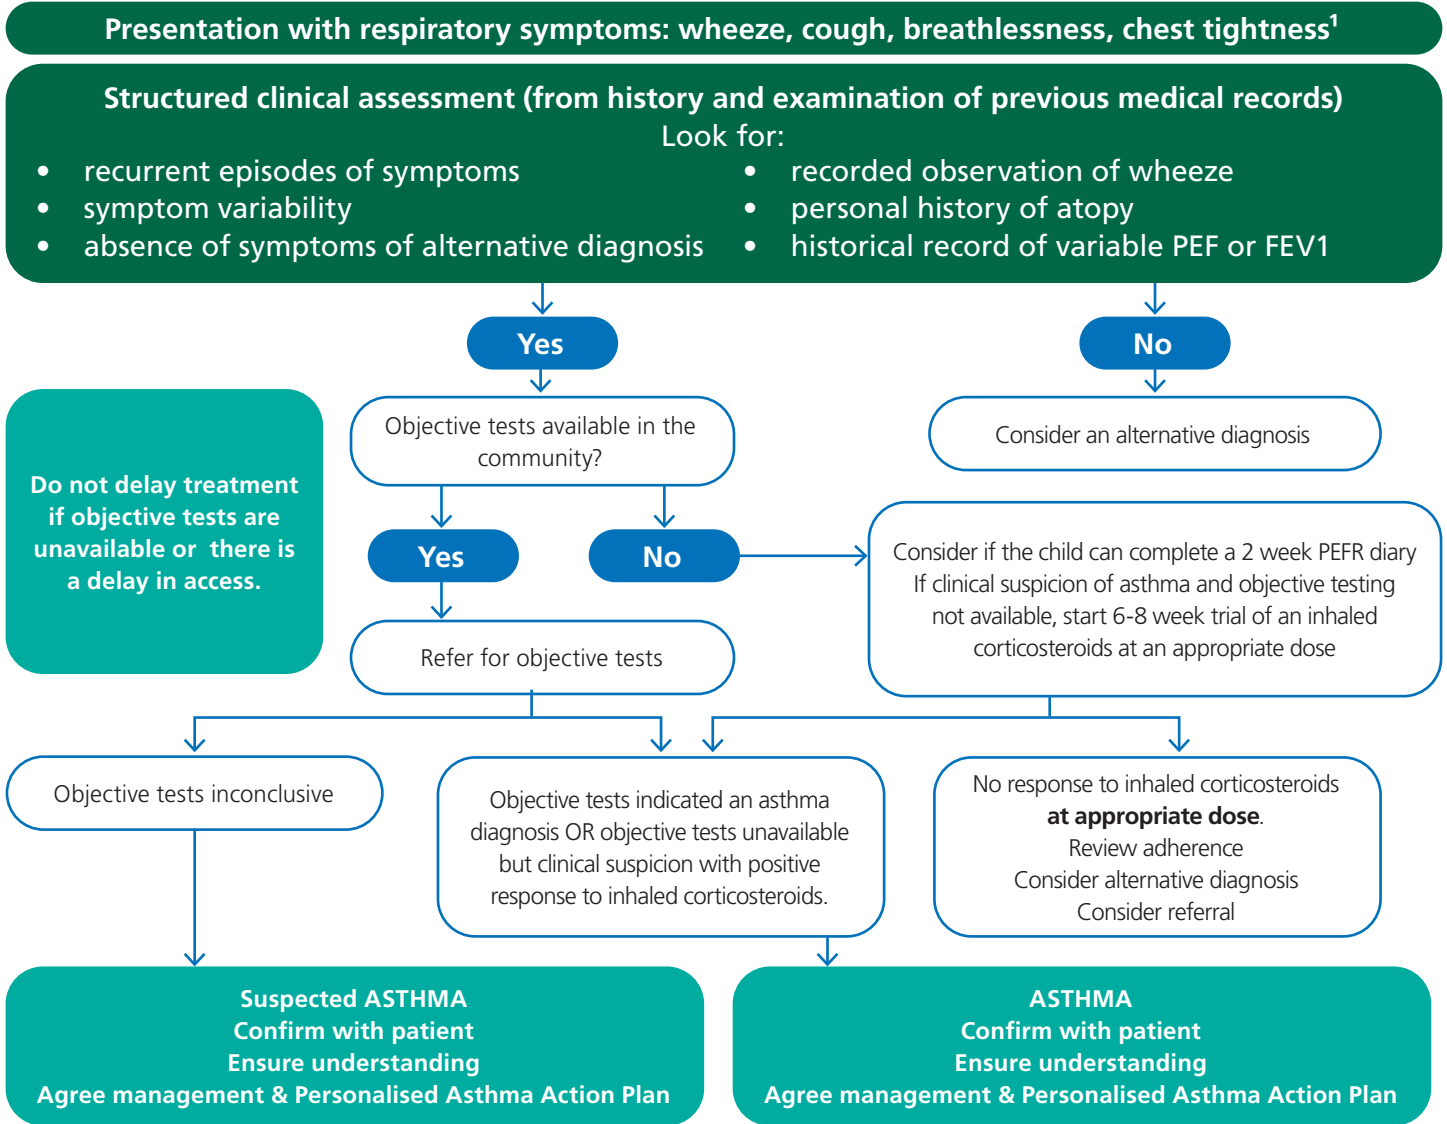 Presentation with respiratory symptoms: wheeze, cough, breathlessness, chest tightness¹
Structured clinical assessment (from history and examination of previous medical records)
Look for:
• recurrent episodes of symptoms
• symptom variability
• absence of symptoms of alternative diagnosis
• recorded observation of wheeze
• personal history of atopy
• historical record of variable PEF or FEV1
Yes
No
Do not delay treatment
if objective tests are
unavailable or there is
a delay in access.
Objective tests available in the
community?
Consider an alternative diagnosis
Yes
No
Consider if the child can complete a 2 week PEFR diary
If clinical suspicion of asthma and objective testing
not available, start 6-8 week trial of an inhaled
corticosteroids at an appropriate dose
Refer for objective tests
Objective tests inconclusive
Objective tests indicated an asthma
diagnosis OR objective tests unavailable
but clinical suspicion with positive
response to inhaled corticosteroids.
No response to inhaled corticosteroids
at appropriate dose.
Review adherence
Consider alternative diagnosis
Consider referral
Suspected ASTHMA
Confirm with patient
Ensure understanding
Agree management & Personalised Asthma Action Plan
ASTHMA
Confirm with patient
Ensure understanding
Agree management & Personalised Asthma Action Plan